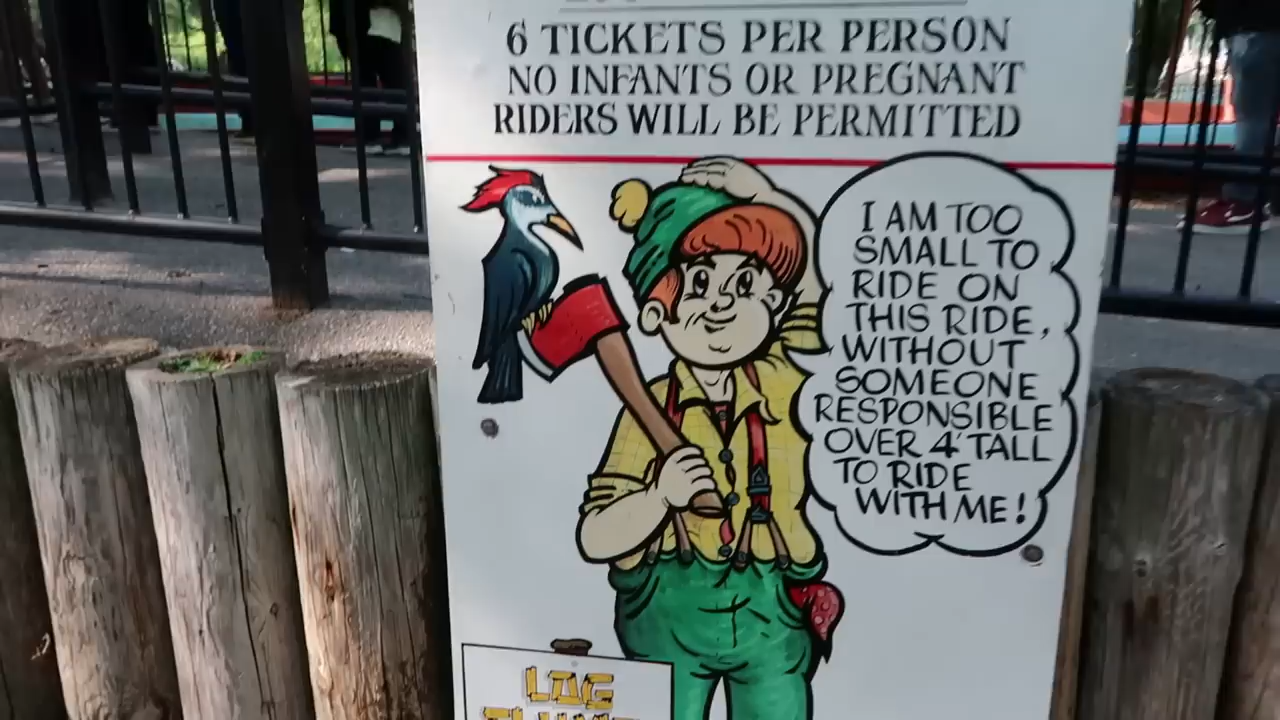 6 TICKETS PER PERSON
NO INFANTS OR PREGNANT
RIDERS WILL BE PERMITTED
I AM TOO
SMALL TO
RIDE ON
THIS RIDE,
WITHOUT
SOMEONE
RESPONSIBLE
OVER 4' TALL
TO RIDE
WITH ME!
LOG